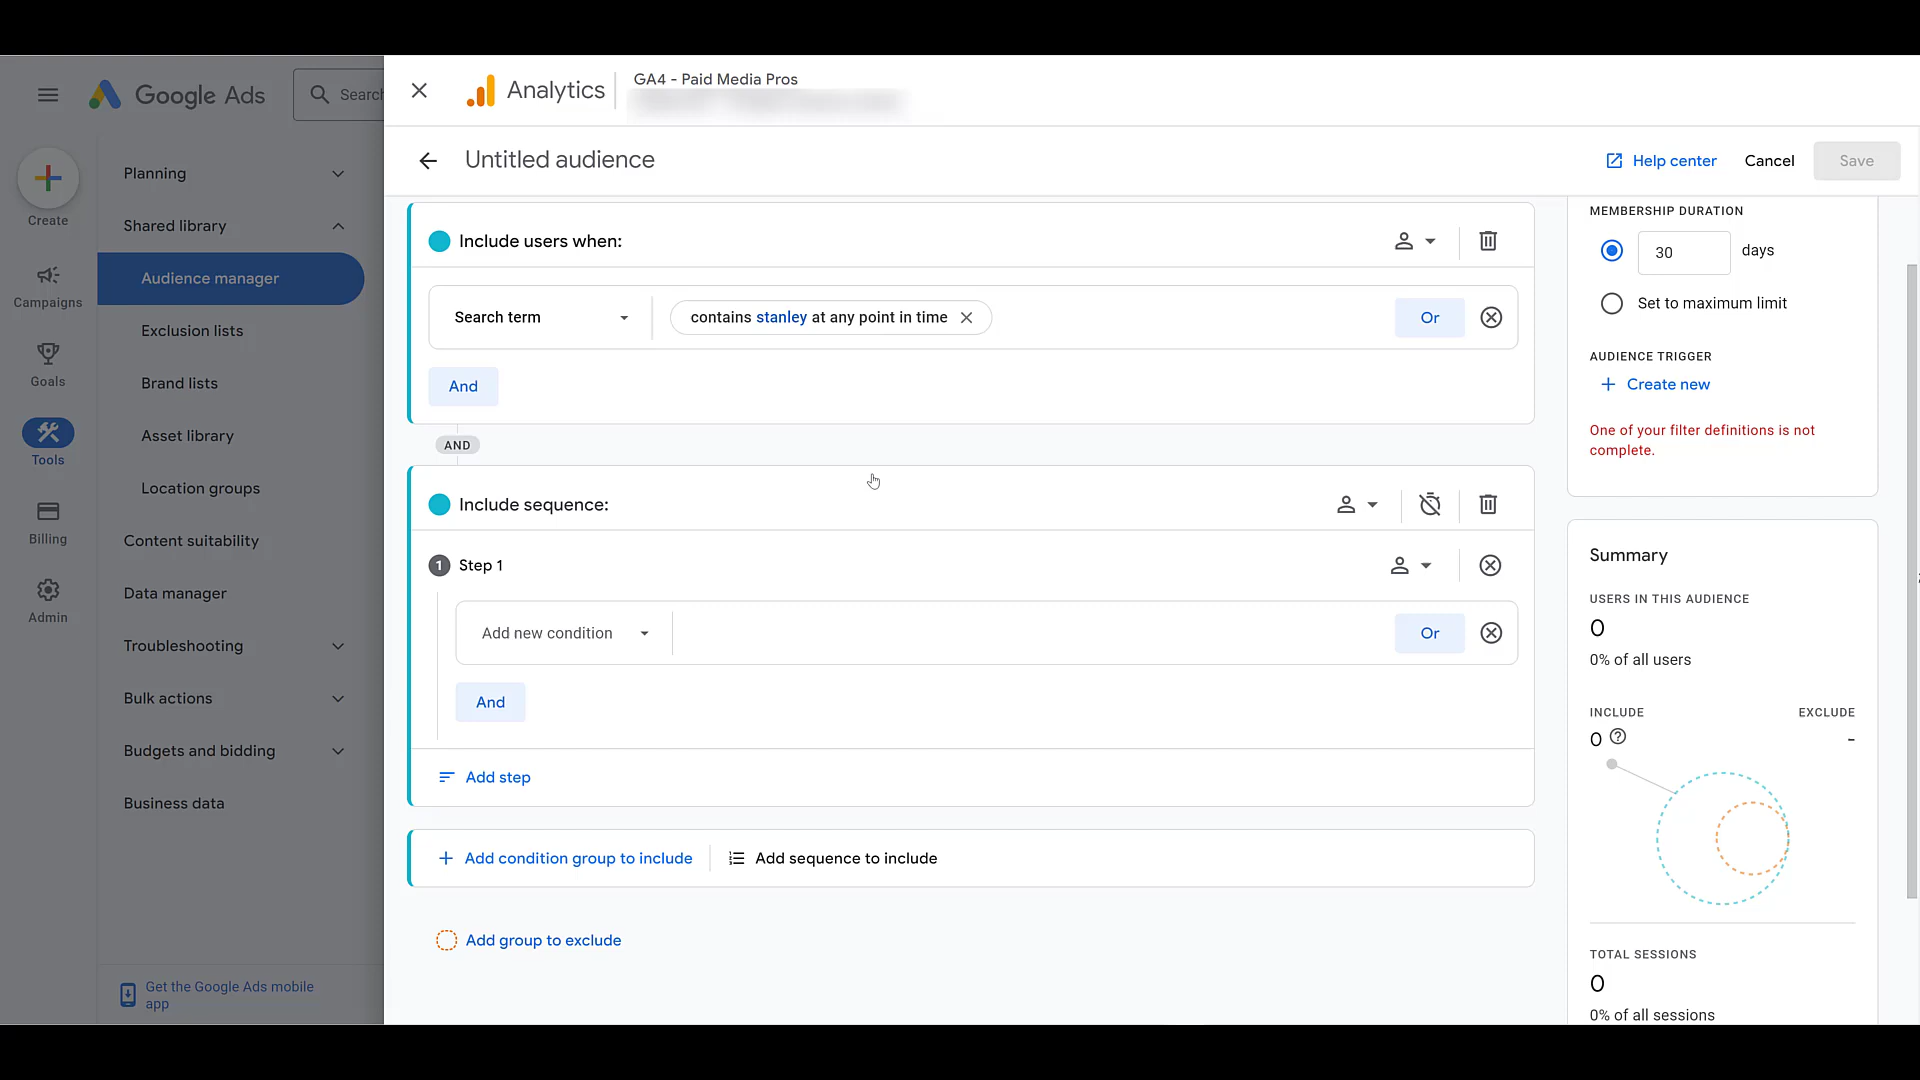 Google Ads
Search
Create
Campaigns
Goals
Tools
Billing
Admin
Planning
Shared library
Audience manager
Exclusion lists
Brand lists
Asset library
Location groups
Content suitability
Data manager
Troubleshooting
Bulk actions
Budgets and bidding
Business data
Get the Google Ads mobile
app
Analytics
GA4 - Paid Media Pros
Untitled audience
Help center
Cancel
Save
Include users when:
Search term
contains stanley at any point in time
Or
And
AND
Include sequence:
1 Step 1
Add new condition
Or
And
Add step
Add condition group to include
Add sequence to include
Add group to exclude
MEMBERSHIP DURATION
30 days
Set to maximum limit
AUDIENCE TRIGGER
Create new
One of your filter definitions is not
complete.
Summary
USERS IN THIS AUDIENCE
0
0% of all users
INCLUDE
EXCLUDE
0
-
TOTAL SESSIONS
0
0% of all sessions